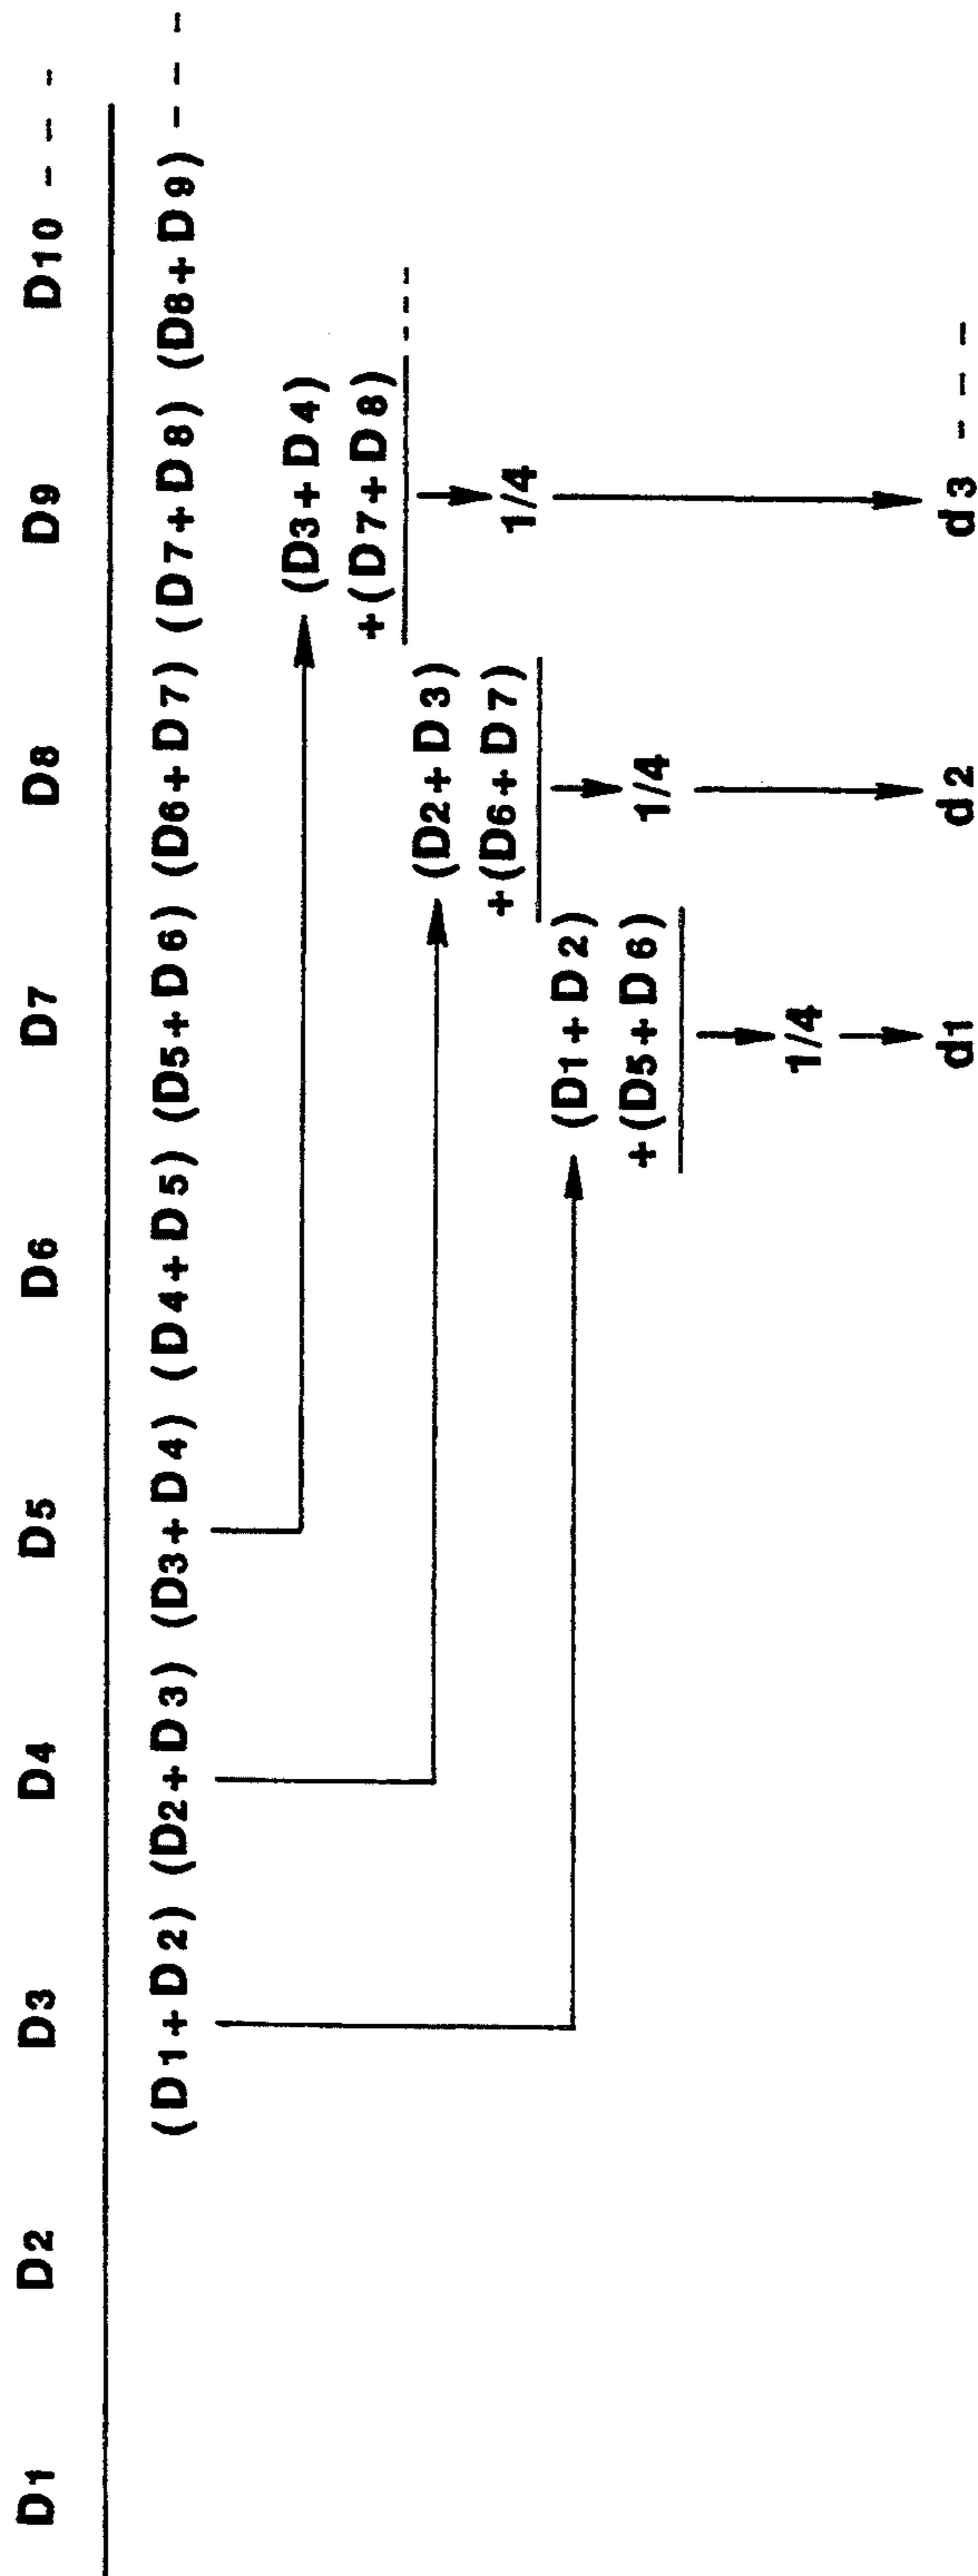 D1 D2 D3 D4 D5 D6 D7 D8 D9 D10 - - -
(D1+D2) (D2+D3) (D3+D4) (D4+D5) (D5+D6) (D6+D7) (D7+D8) (D8+D9) - - -
(D3+D4)
+(D7+D8) ---
1/4
(D2+D3)
+(D6+D7)
1/4
(D1+D2)
+(D5+D6)
1/4
d1 d2 d3 - - -